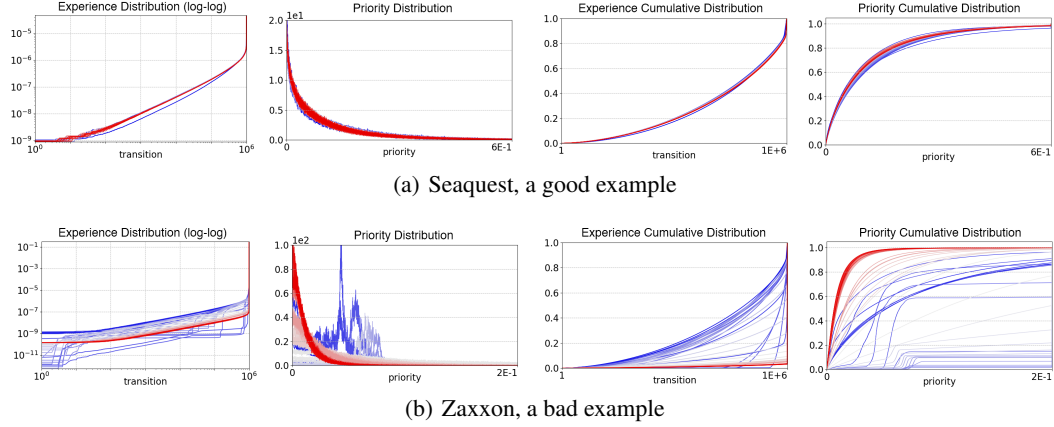 Experience Distribution (log-log)
10^-5
10^-6
10^-7
10^-8
10^-9
10^0
10^6
transition
Priority Distribution
1e1
2.0
1.5
1.0
0.5
0.0
0
6E-1
priority
Experience Cumulative Distribution
1.0
0.8
0.6
0.4
0.2
0.0
1
1E+6
transition
Priority Cumulative Distribution
1.0
0.8
0.6
0.4
0.2
0.0
0
6E-1
priority
(a) Seaquest, a good example
Experience Distribution (log-log)
10^-1
10^-3
10^-5
10^-7
10^-9
10^-11
10^0
10^6
transition
Priority Distribution
1e2
1.0
0.8
0.6
0.4
0.2
0.0
0
2E-1
priority
Experience Cumulative Distribution
1.0
0.8
0.6
0.4
0.2
0.0
1
1E+6
transition
Priority Cumulative Distribution
1.0
0.8
0.6
0.4
0.2
0.0
0
2E-1
priority
(b) Zaxxon, a bad example